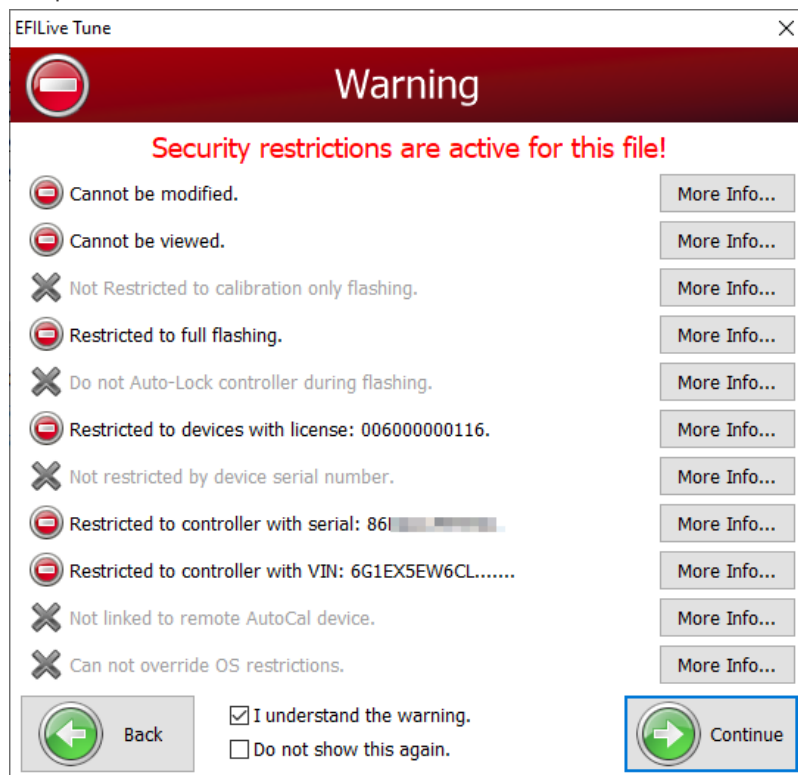 EFILive Tune
Warning
Security restrictions are active for this file!
Cannot be modified. More Info...
Cannot be viewed. More Info...
Not Restricted to calibration only flashing. More Info...
Restricted to full flashing. More Info...
Do not Auto-Lock controller during flashing. More Info...
Restricted to devices with license: 006000000116. More Info...
Not restricted by device serial number. More Info...
Restricted to controller with serial: More Info...
Restricted to controller with VIN: 6G1EX5EW6CL....... More Info...
Not linked to remote AutoCal device. More Info...
Can not override OS restrictions. More Info...
Back
I understand the warning.
Do not show this again.
Continue